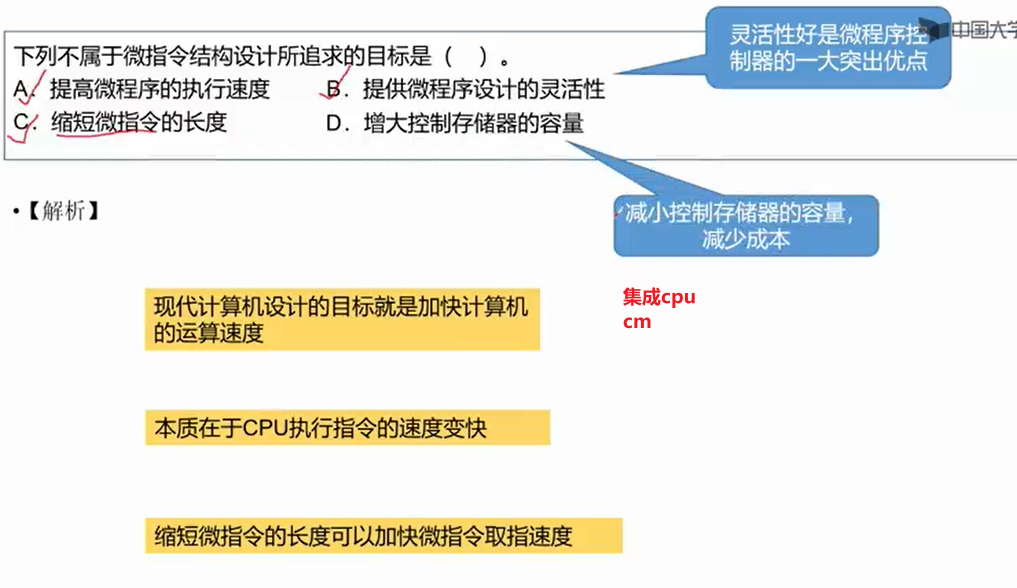 下列不属于微指令结构设计所追求的目标是（　）。
A．提高微程序的执行速度　　B．提供微程序设计的灵活性
C．缩短微指令的长度　　D．增大控制存储器的容量
灵活性好是微程序控
制器的一大突出优点
中国大学
•【解析】
减小控制存储器的容量，
减少成本
现代计算机设计的目标就是加快计算机
的运算速度
集成cpu
cm
本质在于CPU执行指令的速度变快
缩短微指令的长度可以加快微指令取指速度